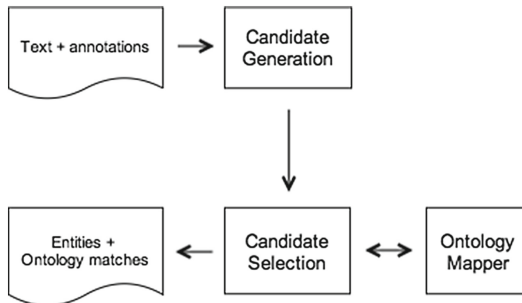 Text + annotations
Candidate
Generation
Entities +
Ontology matches
Candidate
Selection
Ontology
Mapper